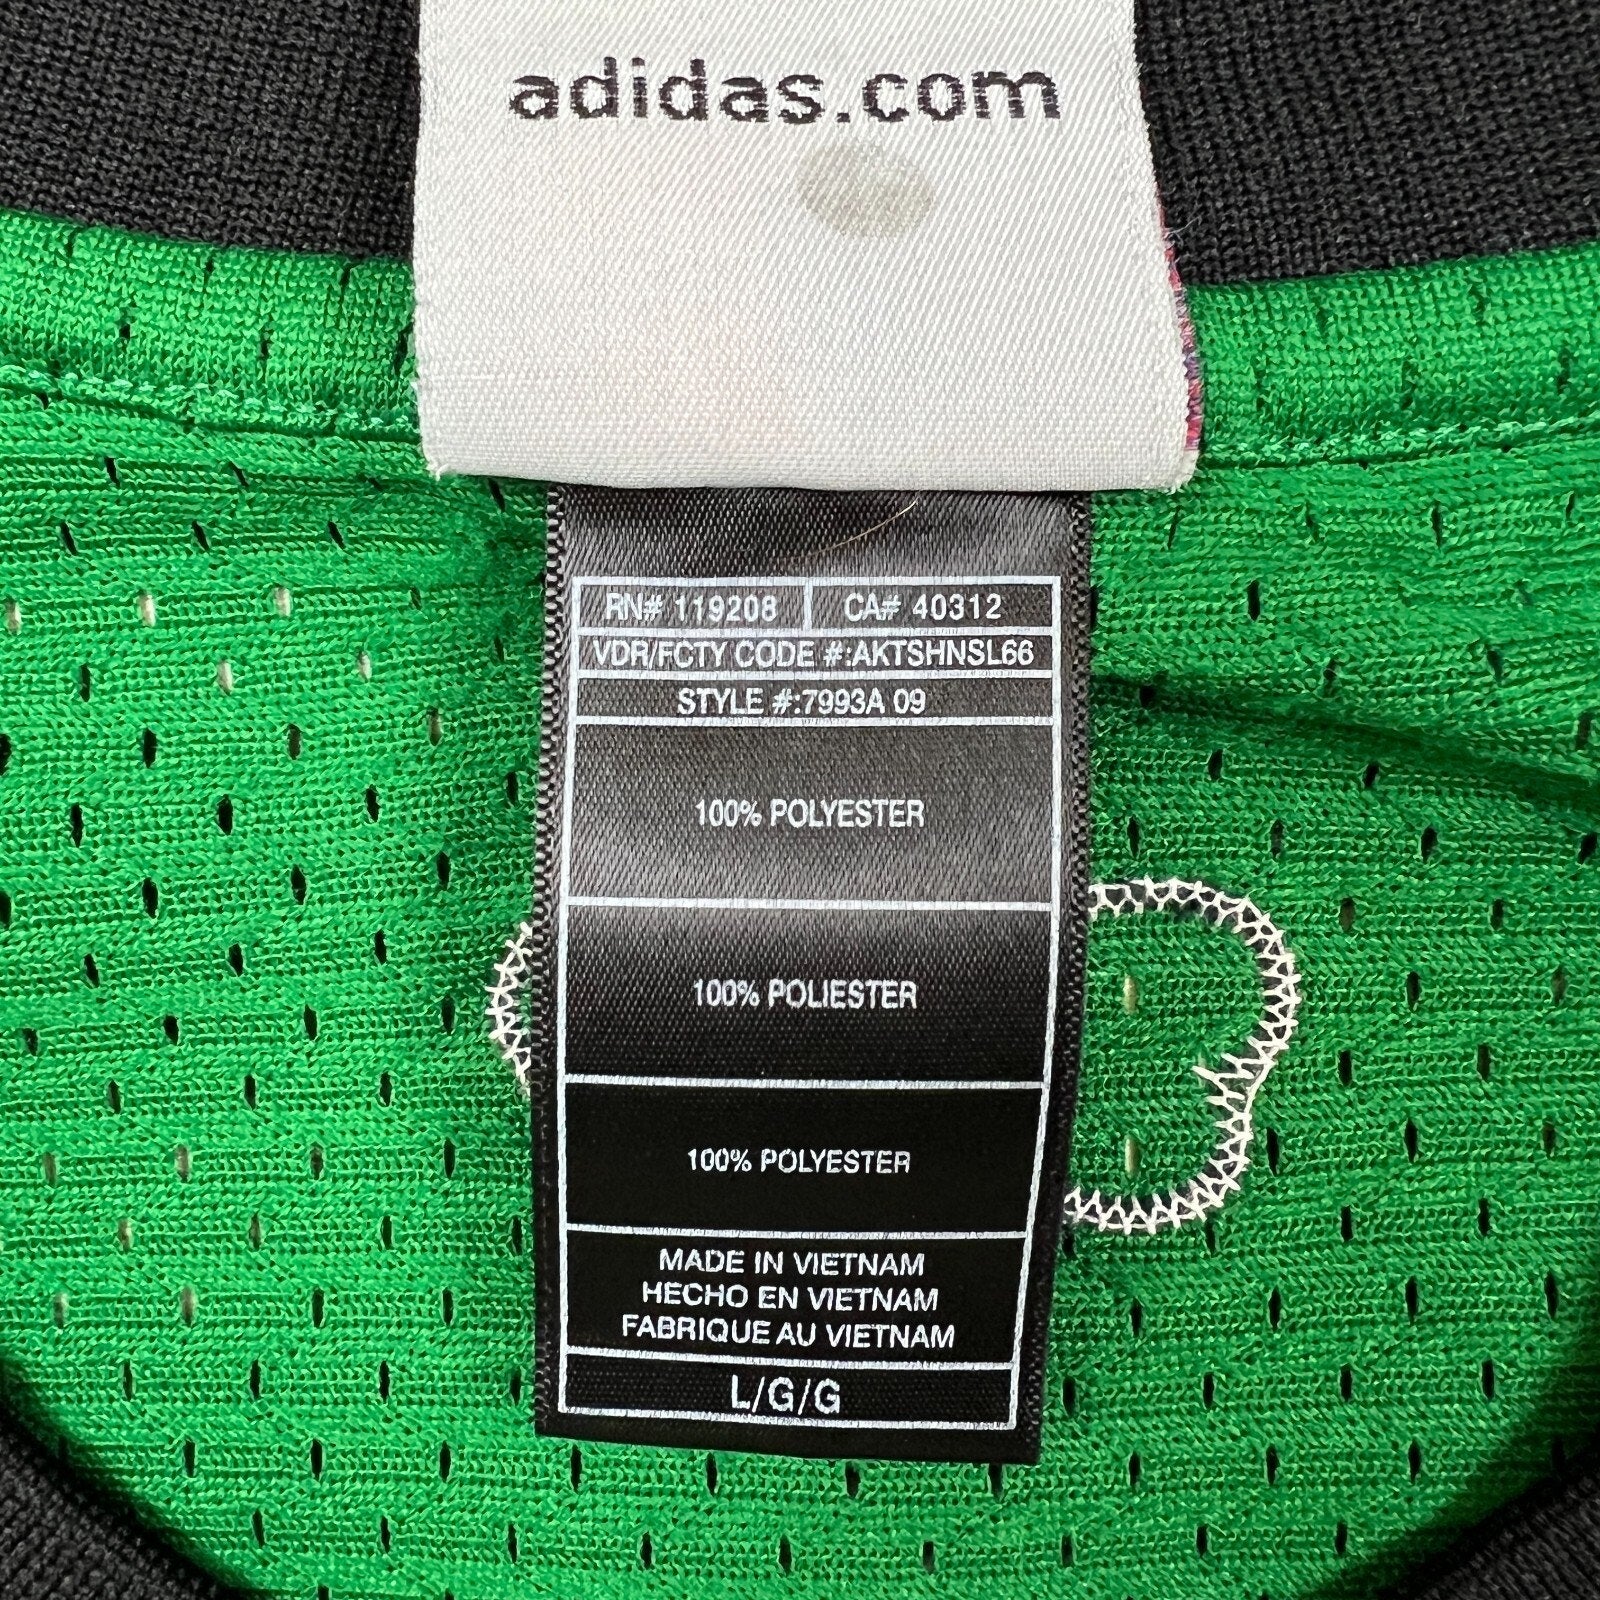 adidas.com
RN# 119208 CA# 40312
VDR/FCTY CODE #:AKTSHNSL66
STYLE #:7993A 09
100% POLYESTER
100% POLIESTER
100% POLYESTER
MADE IN VIETNAM
HECHO EN VIETNAM
FABRIQUE AU VIETNAM
L/G/G